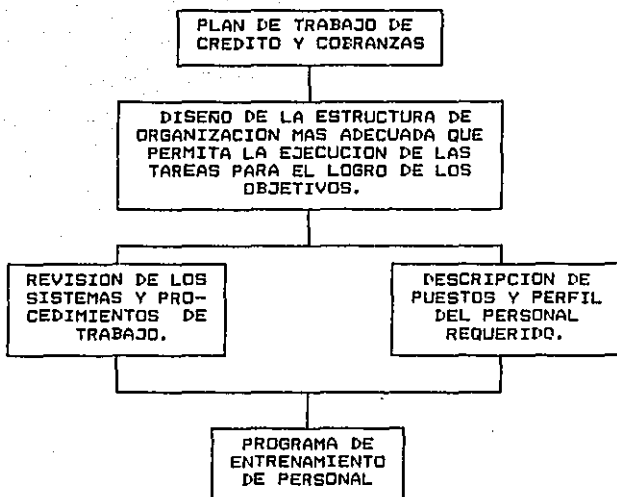 PLAN DE TRABAJO DE
CREDITO Y COBRANZAS
DISEÑO DE LA ESTRUCTURA DE
ORGANIZACION MAS ADECUADA QUE
PERMITA LA EJECUCION DE LAS
TAREAS PARA EL LOGRO DE LOS
OBJETIVOS.
REVISION DE LOS
SISTEMAS Y PRO-
CEDIMIENTOS DE
TRABAJO.
DESCRIPCION DE
PUESTOS Y PERFIL
DEL PERSONAL
REQUERIDO.
PROGRAMA DE
ENTRENAMIENTO
DE PERSONAL